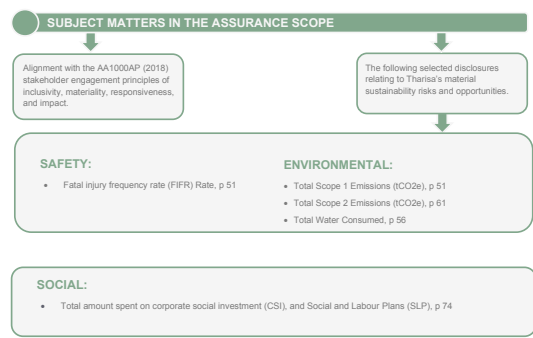 SUBJECT MATTERS IN THE ASSURANCE SCOPE
Alignment with the AA1000AP (2018)
stakeholder engagement principles of
inclusivity, materiality, responsiveness,
and impact.
The following selected disclosures
relating to Tharisa's material
sustainability risks and opportunities.
SAFETY:
• Fatal injury frequency rate (FIFR) Rate, p 51
ENVIRONMENTAL:
• Total Scope 1 Emissions (tCO2e), p 51
• Total Scope 2 Emissions (tCO2e), p 61
• Total Water Consumed, p 56
SOCIAL:
• Total amount spent on corporate social investment (CSI), and Social and Labour Plans (SLP), p 74